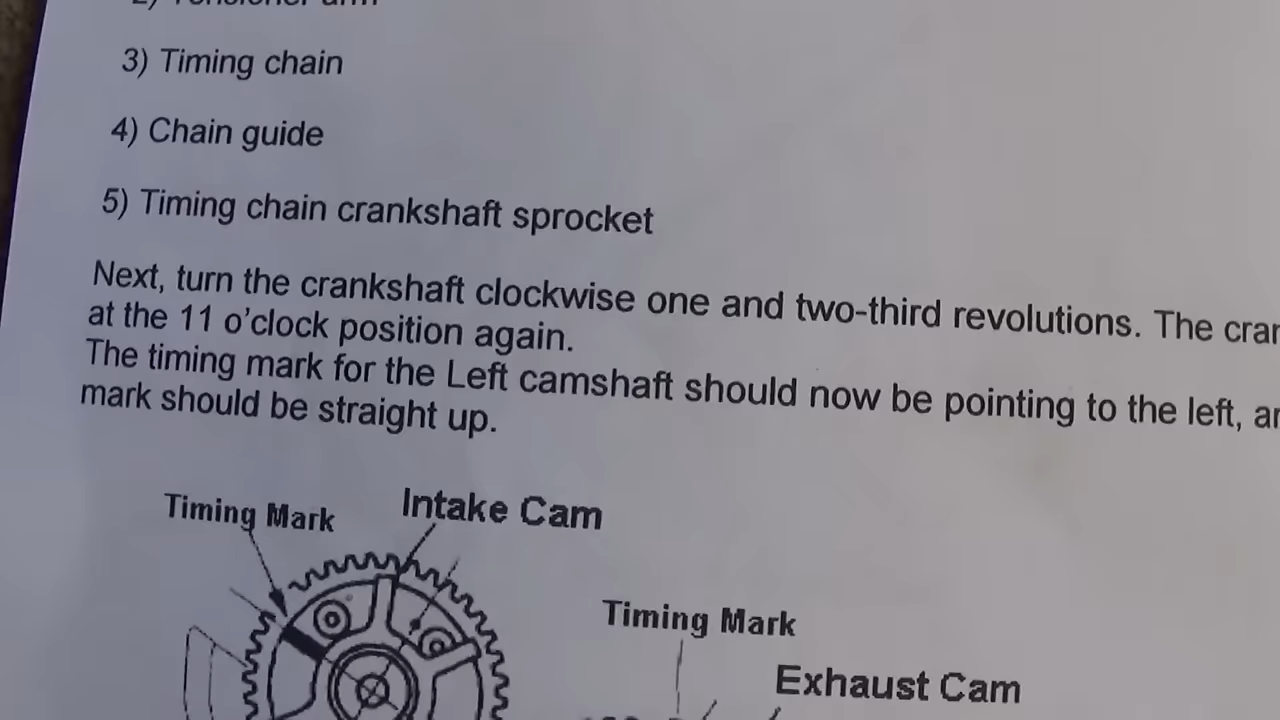 3) Timing chain
4) Chain guide
5) Timing chain crankshaft sprocket
Next, turn the crankshaft clockwise one and two-third revolutions. The
at the 11 o'clock position again.
The timing mark for the Left camshaft should now be pointing to the left,
mark should be straight up.
Timing Mark
Intake Cam
Timing Mark
Exhaust Cam